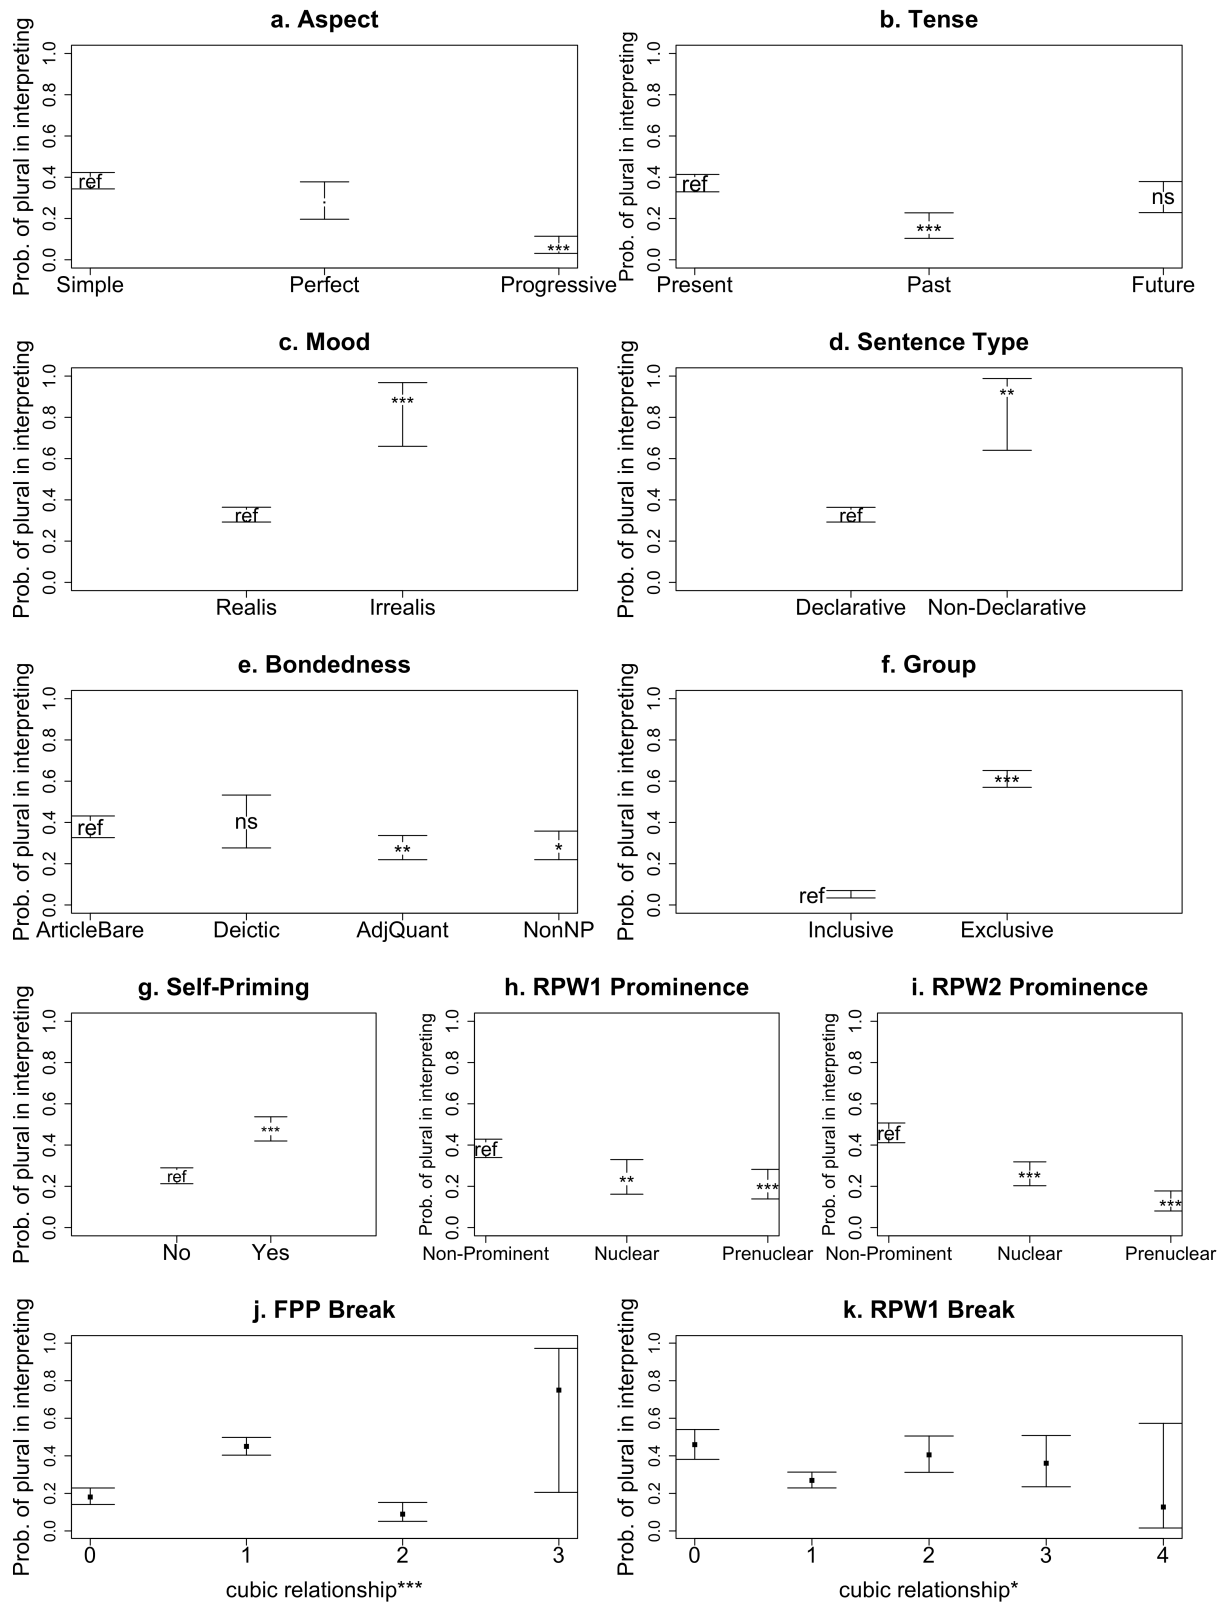 a. Aspect
Prob. of plural in interpreting
0.0 0.2 0.4 0.6 0.8 1.0
ref
.
***
Simple Perfect Progressive
b. Tense
Prob. of plural in interpreting
0.0 0.2 0.4 0.6 0.8 1.0
ref
***
ns
Present Past Future
c. Mood
Prob. of plural in interpreting
0.0 0.2 0.4 0.6 0.8 1.0
ref
***
Realis Irrealis
d. Sentence Type
Prob. of plural in interpreting
0.0 0.2 0.4 0.6 0.8 1.0
ref
**
Declarative Non-Declarative
e. Bondedness
Prob. of plural in interpreting
0.0 0.2 0.4 0.6 0.8 1.0
ref
ns
**
*
ArticleBare Deictic AdjQuant NonNP
f. Group
Prob. of plural in interpreting
0.0 0.2 0.4 0.6 0.8 1.0
ref
***
Inclusive Exclusive
g. Self-Priming
Prob. of plural in interpreting
0.0 0.2 0.4 0.6 0.8 1.0
ref
***
No Yes
h. RPW1 Prominence
Prob. of plural in interpreting
0.0 0.2 0.4 0.6 0.8 1.0
ref
**
***
Non-Prominent Nuclear Prenuclear
i. RPW2 Prominence
Prob. of plural in interpreting
0.0 0.2 0.4 0.6 0.8 1.0
ref
***
***
Non-Prominent Nuclear Prenuclear
j. FPP Break
Prob. of plural in interpreting
0.0 0.2 0.4 0.6 0.8 1.0
0 1 2 3
cubic relationship***
k. RPW1 Break
Prob. of plural in interpreting
0.0 0.2 0.4 0.6 0.8 1.0
0 1 2 3 4
cubic relationship*